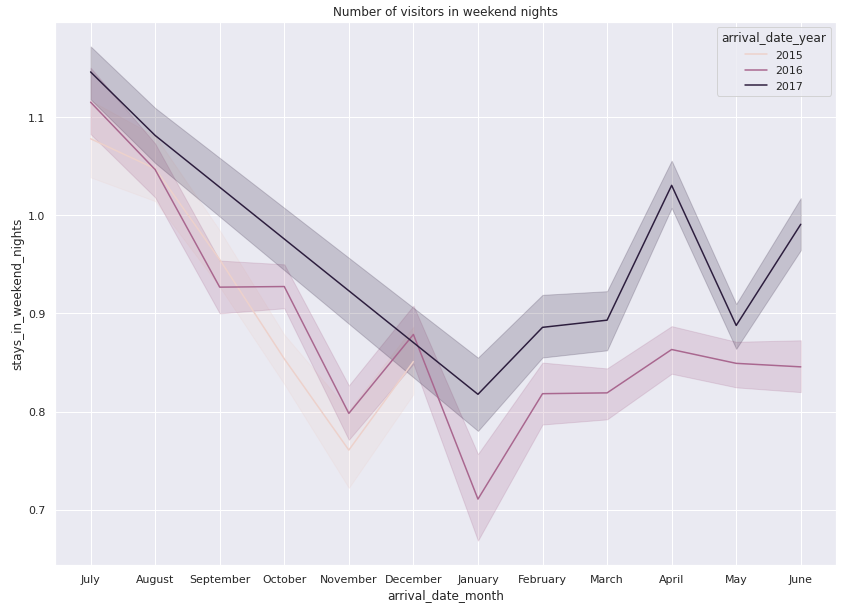 Number of visitors in weekend nights
arrival_date_year
2015
2016
2017
stays_in_weekend_nights
1.1
1.0
0.9
0.8
0.7
July August September October November December January February March April May June
arrival_date_month